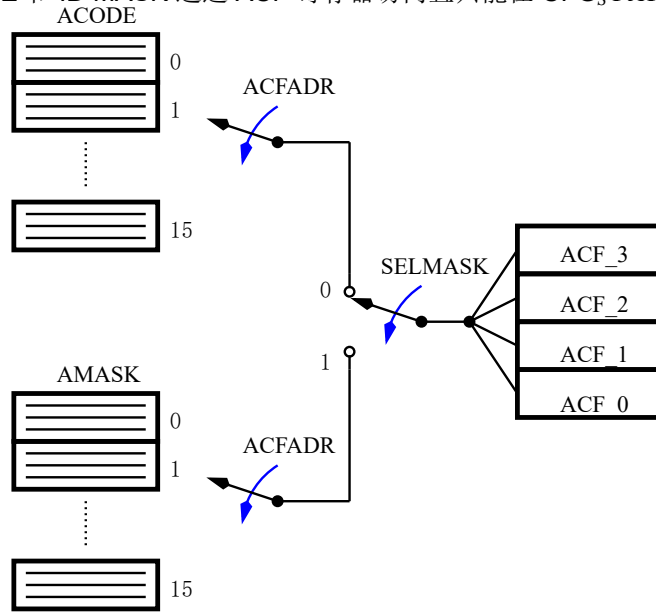 ACODE
0
ACFADR
1
15
SELMASK
0
ACF_3
ACF_2
1
ACF_1
AMASK
ACF_0
0
ACFADR
1
15